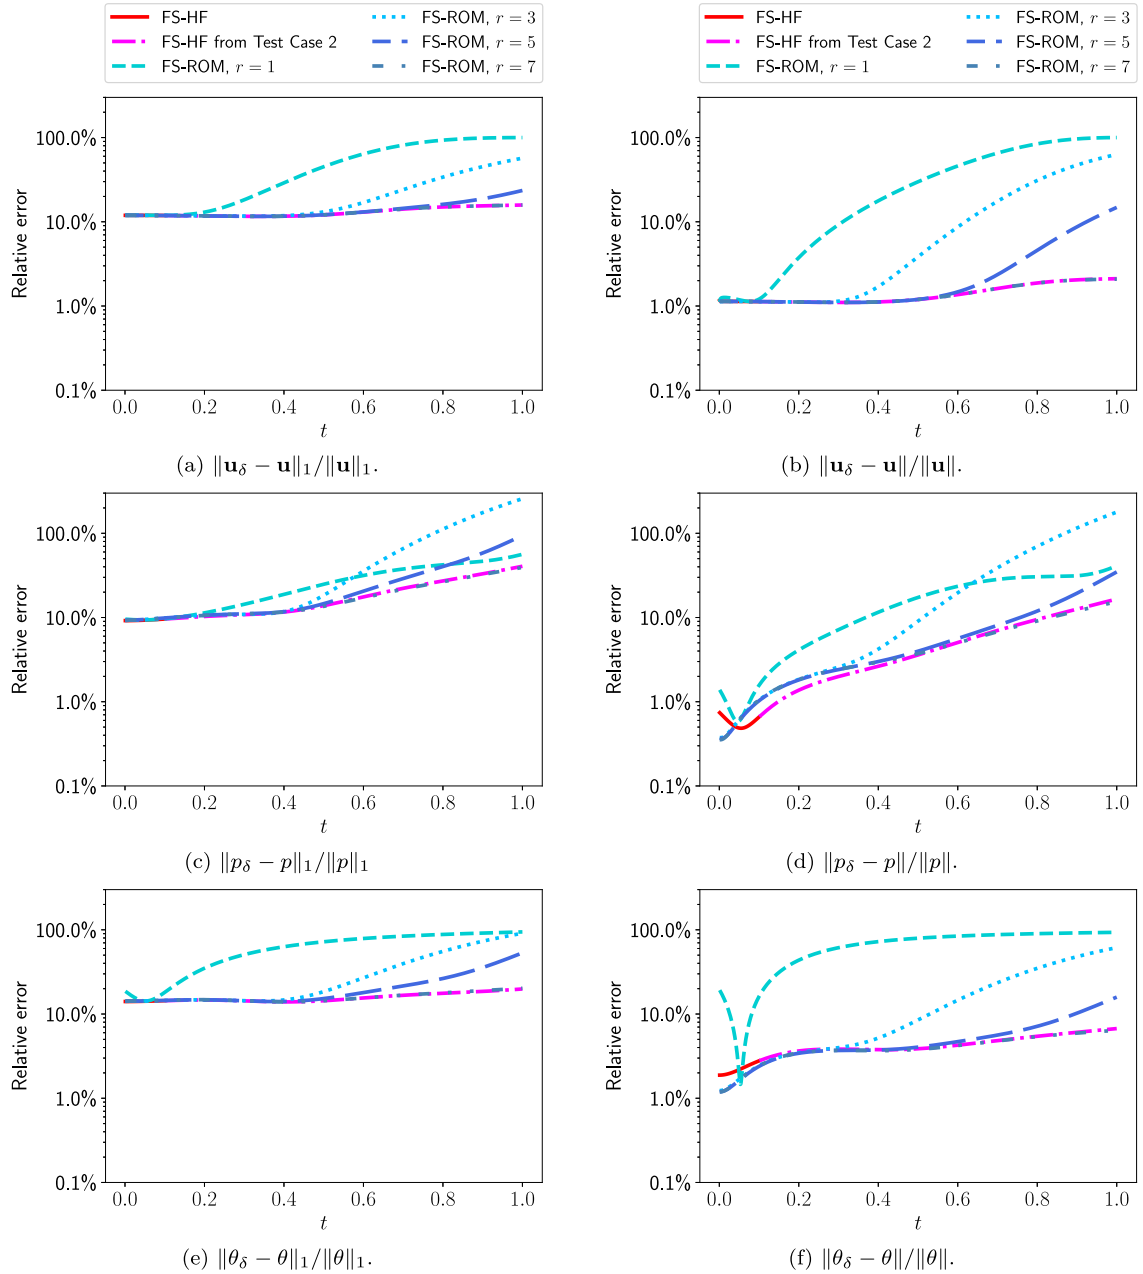 FS-HF
FS-HF from Test Case 2
FS-ROM, r = 1
FS-ROM, r = 3
FS-ROM, r = 5
FS-ROM, r = 7
FS-HF
FS-HF from Test Case 2
FS-ROM, r = 1
FS-ROM, r = 3
FS-ROM, r = 5
FS-ROM, r = 7
Relative error
100.0%
10.0%
1.0%
0.1%
0.0 0.2 0.4 0.6 0.8 1.0
t
(a) ‖u_δ − u‖₁/‖u‖₁.
Relative error
100.0%
10.0%
1.0%
0.1%
0.0 0.2 0.4 0.6 0.8 1.0
t
(b) ‖u_δ − u‖/‖u‖.
Relative error
100.0%
10.0%
1.0%
0.1%
0.0 0.2 0.4 0.6 0.8 1.0
t
(c) ‖p_δ − p‖₁/‖p‖₁
Relative error
100.0%
10.0%
1.0%
0.1%
0.0 0.2 0.4 0.6 0.8 1.0
t
(d) ‖p_δ − p‖/‖p‖.
Relative error
100.0%
10.0%
1.0%
0.1%
0.0 0.2 0.4 0.6 0.8 1.0
t
(e) ‖θ_δ − θ‖₁/‖θ‖₁.
Relative error
100.0%
10.0%
1.0%
0.1%
0.0 0.2 0.4 0.6 0.8 1.0
t
(f) ‖θ_δ − θ‖/‖θ‖.